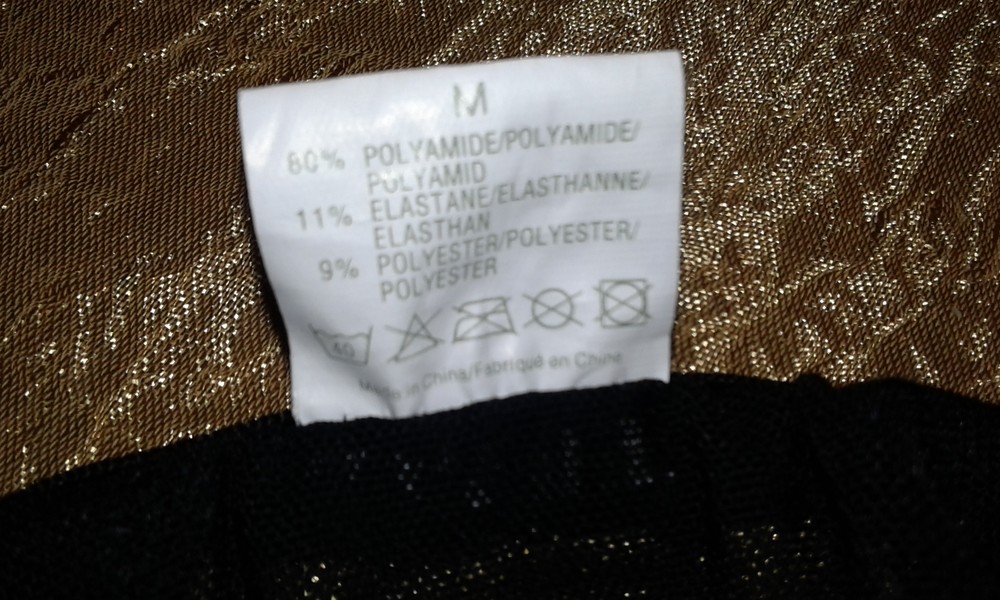 M
80% POLYAMIDE/POLYAMIDE/
POLYAMID
11% ELASTANE/ELASTHANNE/
ELASTHAN
9% POLYESTER/POLYESTER/
POLYESTER
40
Made in China/Fabriqué en Chine